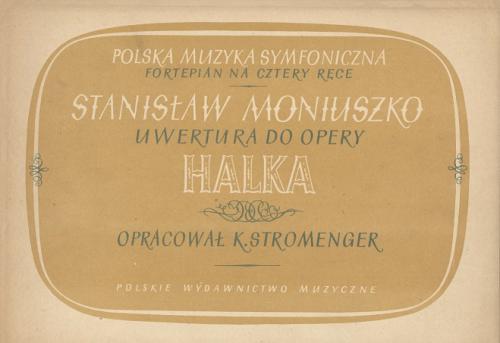 POLSKA MUZYKA SYMFONICZNA
FORTEPIAN NA CZTERY RĘCE
STANISŁAW MONIUSZKO
UWERTURA DO OPERY
HALKA
OPRACOWAŁ K. STROMENGER
POLSKIE WYDAWNICTWO MUZYCZNE